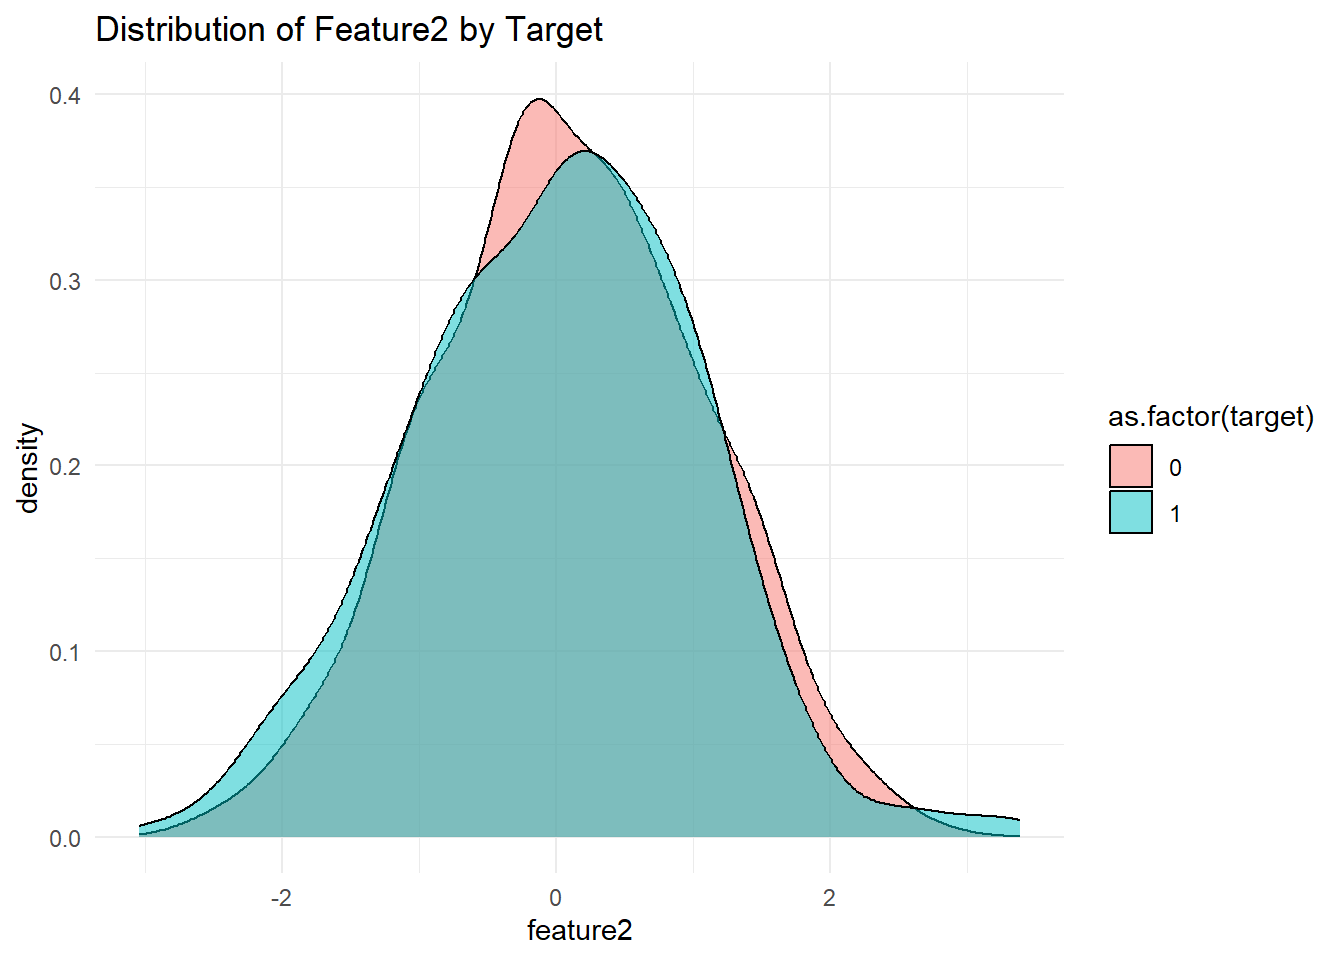 Distribution of Feature2 by Target
0.4
0.3
0.2
0.1
0.0
density
-2
0
2
feature2
as.factor(target)
0
1